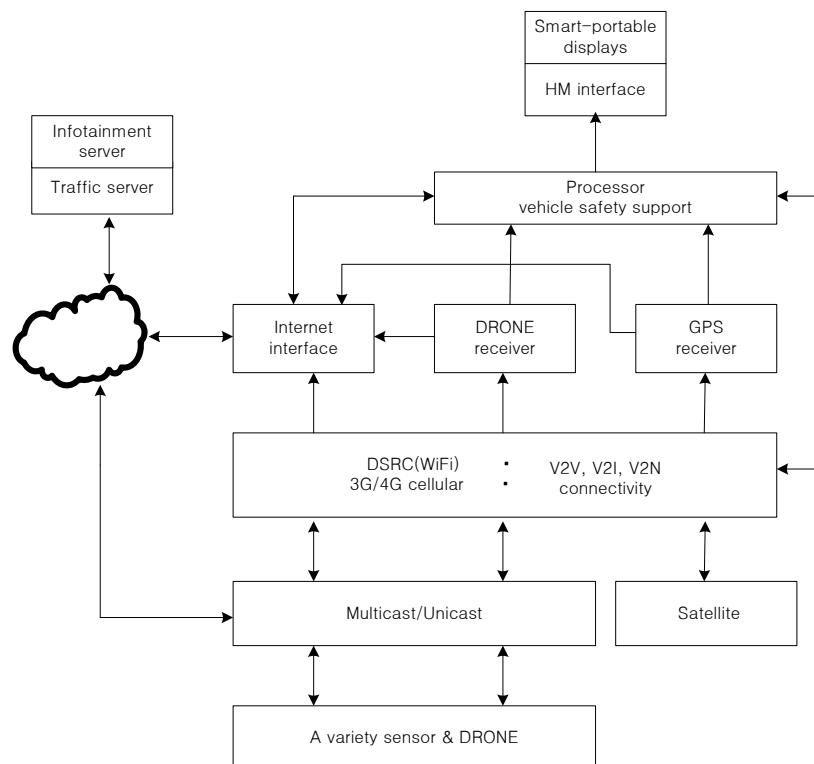 Smart-portable
displays
HM interface
Infotainment
server
Traffic server
Processor
vehicle safety support
Internet
interface
DRONE
receiver
GPS
receiver
DSRC(WiFi) · V2V, V2I, V2N
3G/4G cellular · connectivity
Multicast/Unicast
Satellite
A variety sensor & DRONE